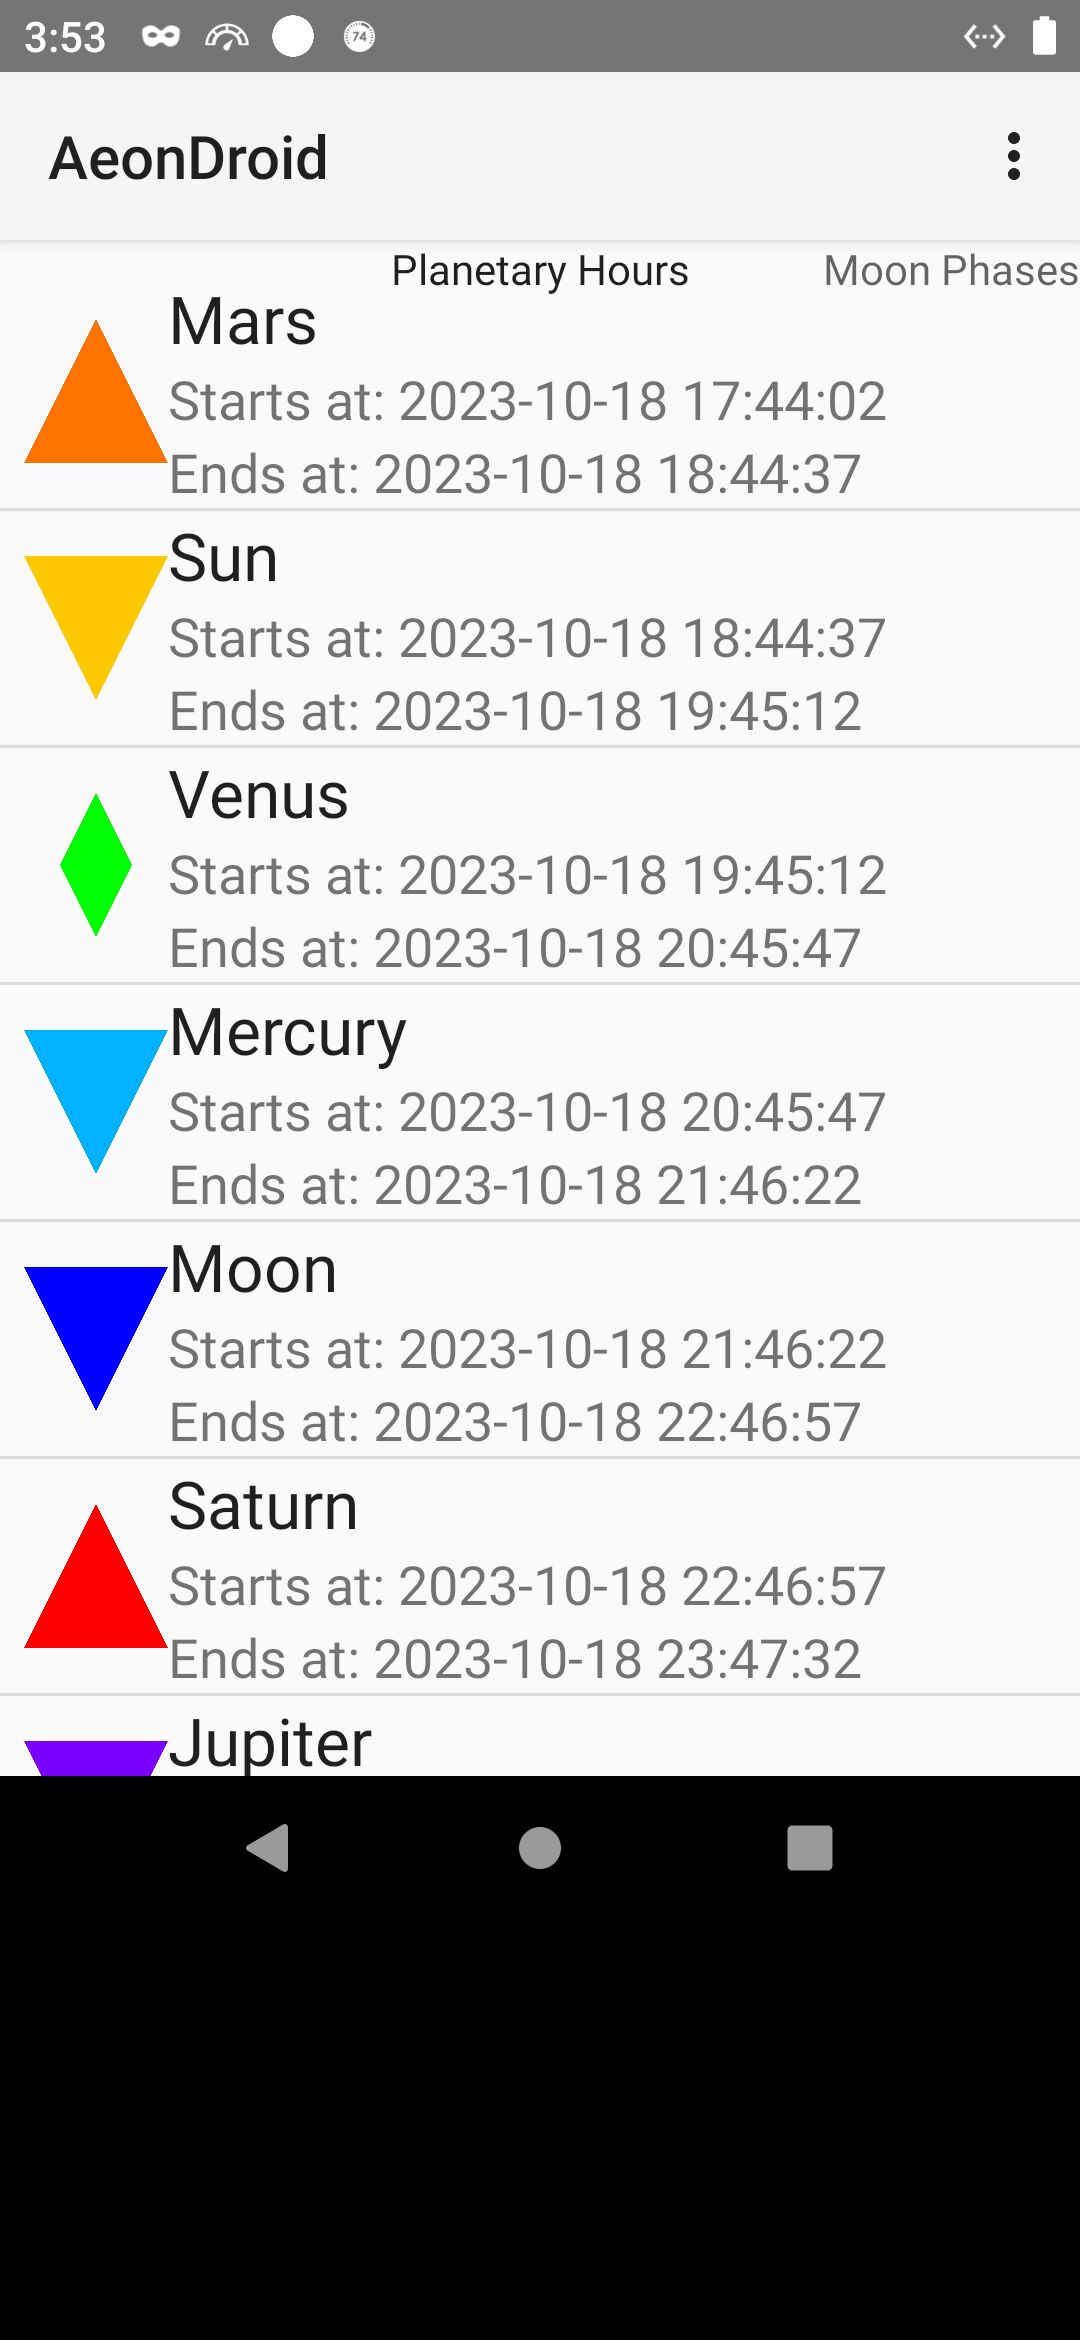 3:53
74
AeonDroid
Planetary Hours
Moon Phases
Mars
Starts at: 2023-10-18 17:44:02
Ends at: 2023-10-18 18:44:37
Sun
Starts at: 2023-10-18 18:44:37
Ends at: 2023-10-18 19:45:12
Venus
Starts at: 2023-10-18 19:45:12
Ends at: 2023-10-18 20:45:47
Mercury
Starts at: 2023-10-18 20:45:47
Ends at: 2023-10-18 21:46:22
Moon
Starts at: 2023-10-18 21:46:22
Ends at: 2023-10-18 22:46:57
Saturn
Starts at: 2023-10-18 22:46:57
Ends at: 2023-10-18 23:47:32
Jupiter